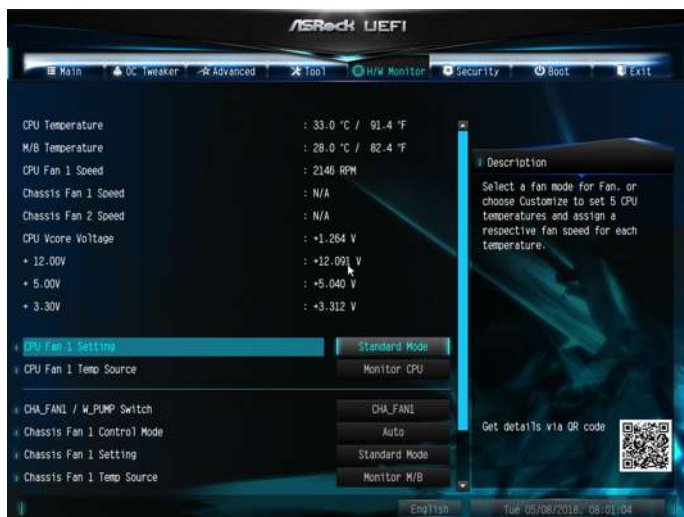 ASRock UEFI
Main OC Tweaker Advanced Tool H/W Monitor Security Boot Exit
CPU Temperature : 33.0 °C / 91.4 °F
M/B Temperature : 28.0 °C / 82.4 °F
CPU Fan 1 Speed : 2146 RPM
Chassis Fan 1 Speed : N/A
Chassis Fan 2 Speed : N/A
CPU Vcore Voltage : +1.264 V
+ 12.00V : +12.091 V
+ 5.00V : +5.040 V
+ 3.30V : +3.312 V
CPU Fan 1 Setting Standard Mode
CPU Fan 1 Temp Source Monitor CPU
CHA_FAN1 / W_PUMP Switch CHA_FAN1
Chassis Fan 1 Control Mode Auto
Chassis Fan 1 Setting Standard Mode
Chassis Fan 1 Temp Source Monitor M/B
Description
Select a fan mode for Fan, or
choose Customize to set 5 CPU
temperatures and assign a
respective fan speed for each
temperature.
Get details via QR code
English Tue 05/08/2018, 08:01:04